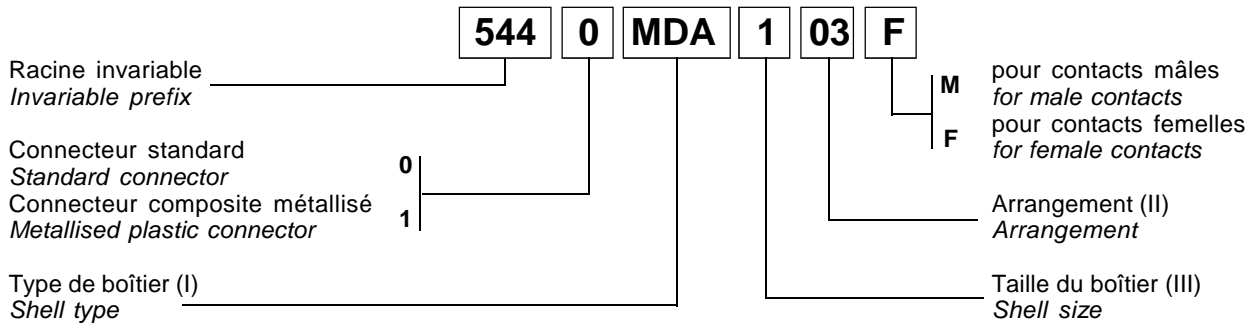 544 0 MDA 1 03 F
Racine invariable
Invariable prefix
Connecteur standard
Standard connector
0
Connecteur composite métallisé
Metallised plastic connector
1
Type de boîtier (I)
Shell type
M
pour contacts mâles
for male contacts
F
pour contacts femelles
for female contacts
Arrangement (II)
Arrangement
Taille du boîtier (III)
Shell size